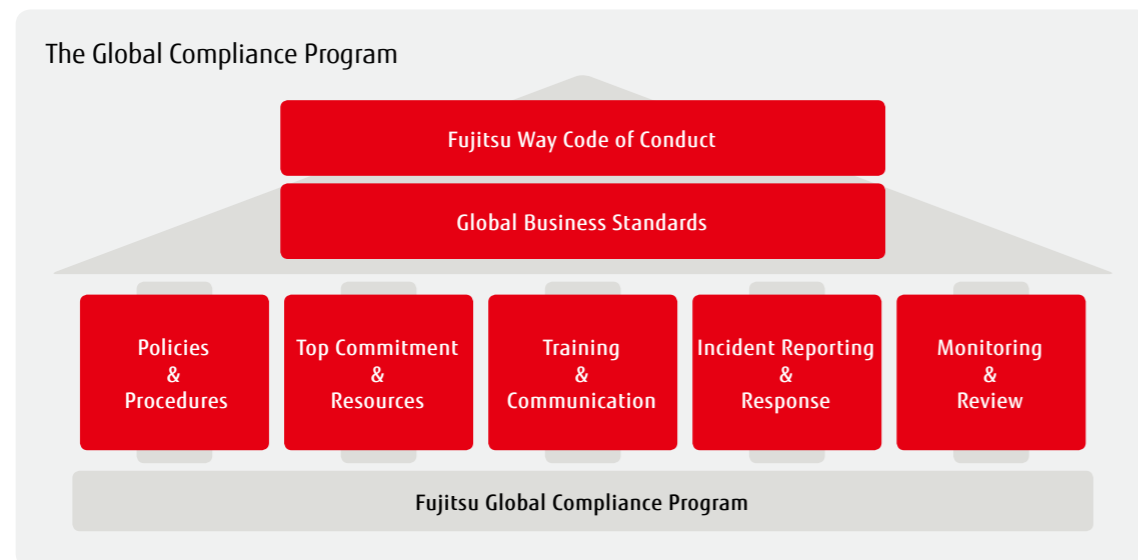 The Global Compliance Program
Fujitsu Way Code of Conduct
Global Business Standards
Policies
&
Procedures
Top Commitment
&
Resources
Training
&
Communication
Incident Reporting
&
Response
Monitoring
&
Review
Fujitsu Global Compliance Program